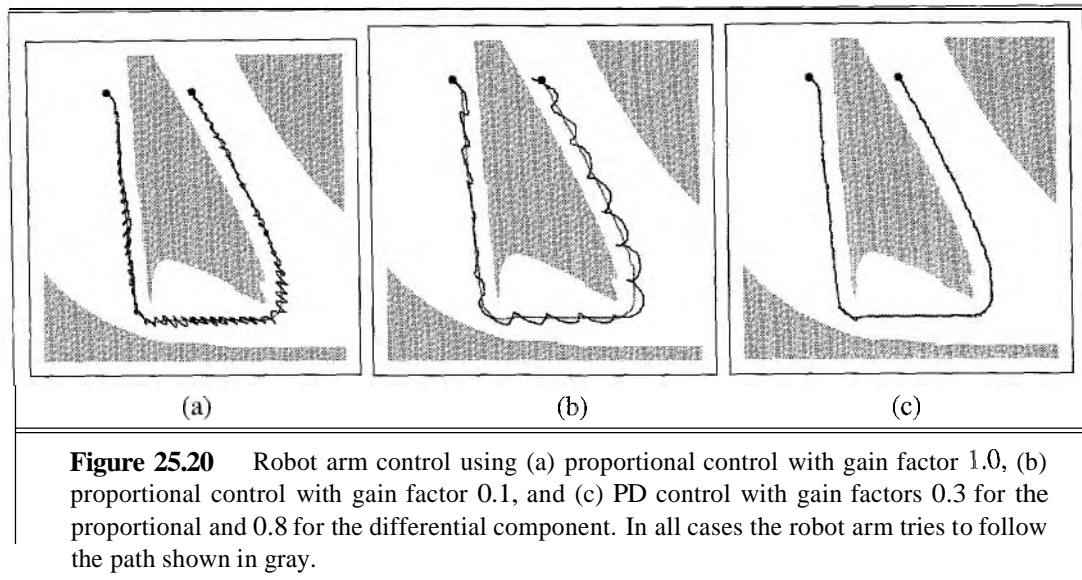 (a) (b) (c)
Figure 25.20 Robot arm control using (a) proportional control with gain factor 1.0, (b)
proportional control with gain factor 0.1, and (c) PD control with gain factors 0.3 for the
proportional and 0.8 for the differential component. In all cases the robot arm tries to follow
the path shown in gray.